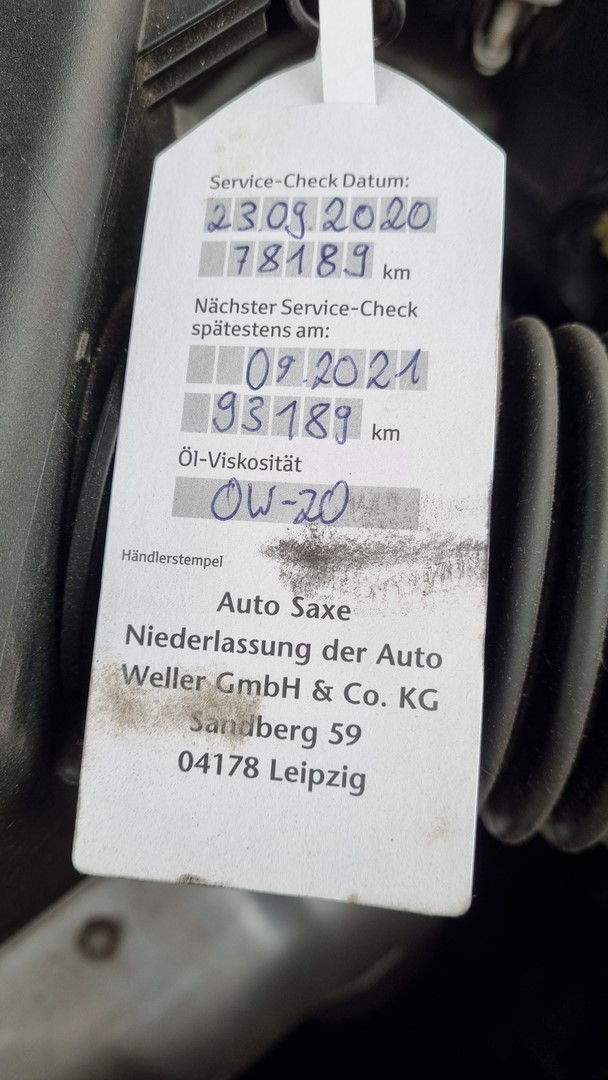 Service-Check Datum:
23.09.2020
78189 km
Nächster Service-Check
spätestens am:
09.2021
93189 km
Öl-Viskosität
0W-20
Händlerstempel
Auto Saxe
Niederlassung der Auto
Weller GmbH & Co. KG
Sandberg 59
04178 Leipzig